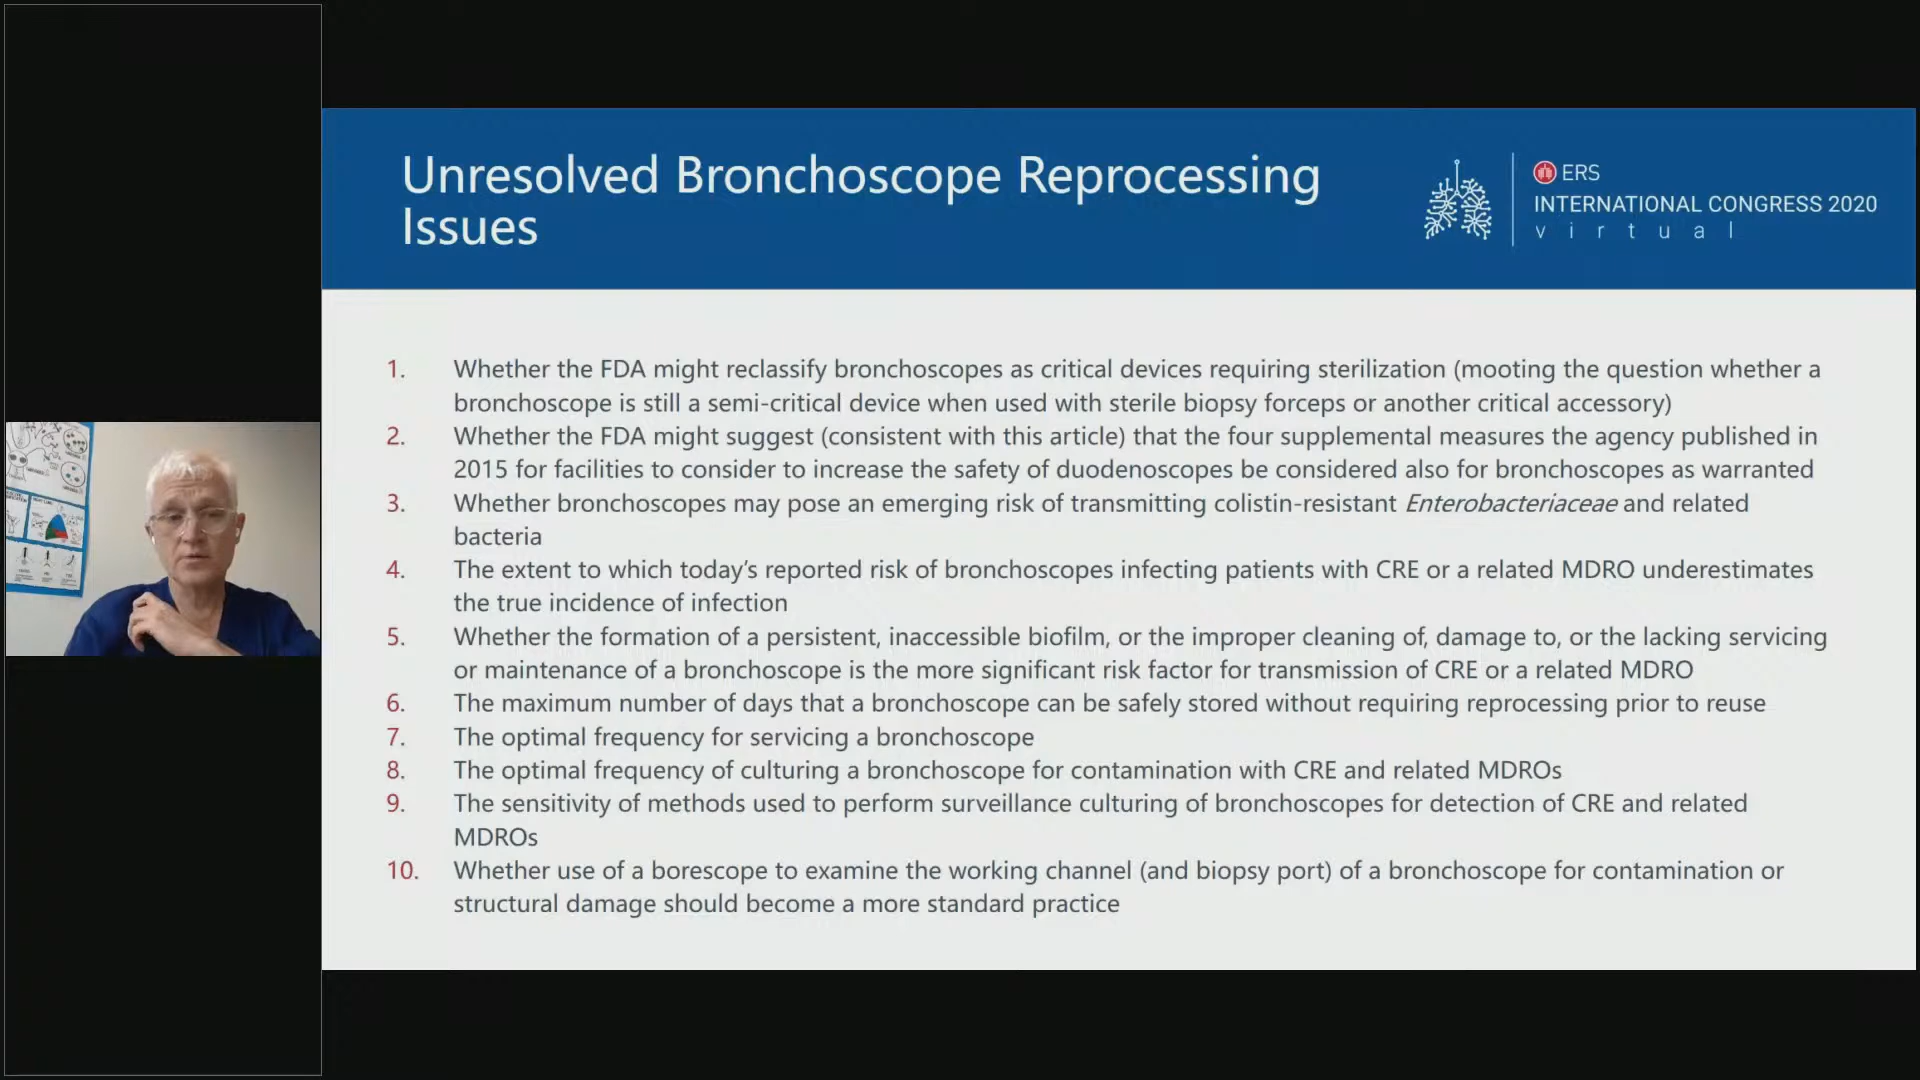 Unresolved Bronchoscope Reprocessing
Issues
ERS
INTERNATIONAL CONGRESS 2020
virtual
1. Whether the FDA might reclassify bronchoscopes as critical devices requiring sterilization (mooting the question whether a
bronchoscope is still a semi-critical device when used with sterile biopsy forceps or another critical accessory)
2. Whether the FDA might suggest (consistent with this article) that the four supplemental measures the agency published in
2015 for facilities to consider to increase the safety of duodenoscopes be considered also for bronchoscopes as warranted
3. Whether bronchoscopes may pose an emerging risk of transmitting colistin-resistant Enterobacteriaceae and related
bacteria
4. The extent to which today’s reported risk of bronchoscopes infecting patients with CRE or a related MDRO underestimates
the true incidence of infection
5. Whether the formation of a persistent, inaccessible biofilm, or the improper cleaning of, damage to, or the lacking servicing
or maintenance of a bronchoscope is the more significant risk factor for transmission of CRE or a related MDRO
6. The maximum number of days that a bronchoscope can be safely stored without requiring reprocessing prior to reuse
7. The optimal frequency for servicing a bronchoscope
8. The optimal frequency of culturing a bronchoscope for contamination with CRE and related MDROs
9. The sensitivity of methods used to perform surveillance culturing of bronchoscopes for detection of CRE and related
MDROs
10. Whether use of a borescope to examine the working channel (and biopsy port) of a bronchoscope for contamination or
structural damage should become a more standard practice